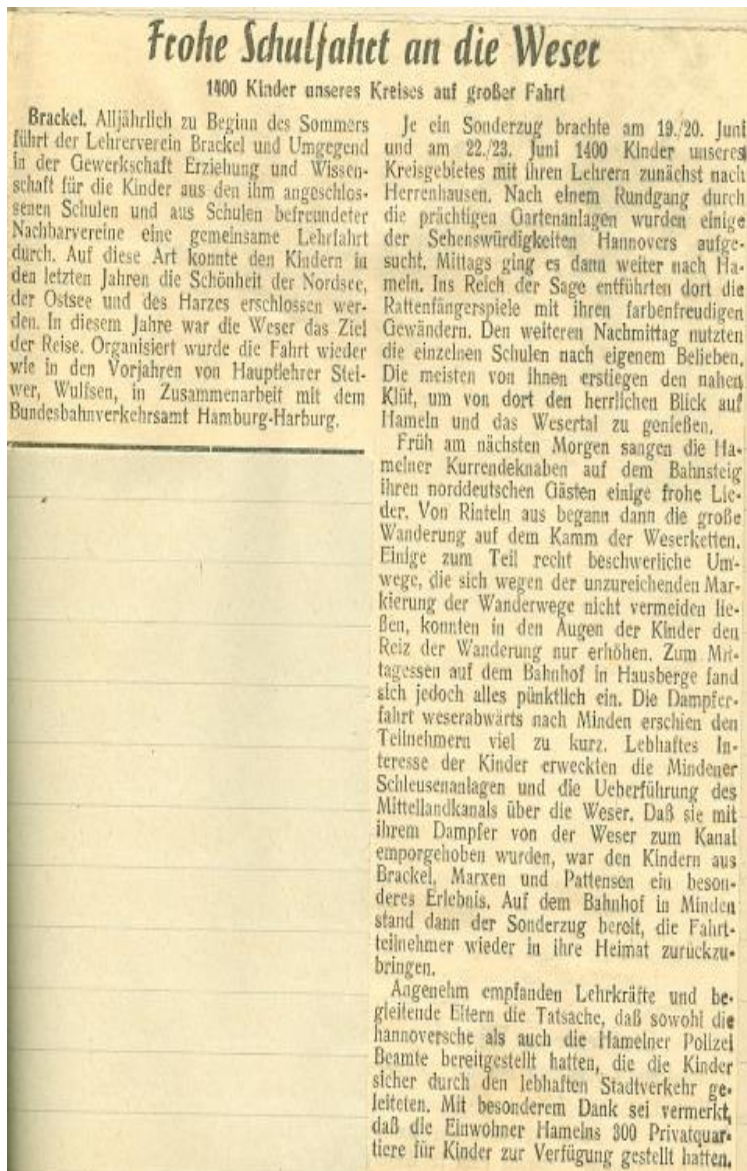 Frohe Schulfahrt an die Weser
1400 Kinder unseres Kreises auf großer Fahrt
Brackel. Alljährlich zu Beginn des Sommers
führt der Lehrerverein Brackel und Umgegend
in der Gewerkschaft Erziehung und Wissen-
schaft für die Kinder aus den ihm angeschlos-
senen Schulen und aus Schulen befreundeter
Nachbarvereine eine gemeinsame Lehrfahrt
durch. Auf diese Art konnte den Kindern in
den letzten Jahren die Schönheit der Nordsee,
der Ostsee und des Harzes erschlossen wer-
den. In diesem Jahre war die Weser das Ziel
der Reise. Organisiert wurde die Fahrt wieder
wie in den Vorjahren von Hauptlehrer Stei-
wer, Wulfsen, in Zusammenarbeit mit dem
Bundesbahnverkehrsamt Hamburg-Harburg.
Je ein Sonderzug brachte am 19./20. Juni
und am 22./23. Juni 1400 Kinder unseres
Kreisgebietes mit ihren Lehrern zunächst nach
Herrenhausen. Nach einem Rundgang durch
die prächtigen Gartenanlagen wurden einige
der Sehenswürdigkeiten Hannovers aufge-
sucht. Mittags ging es dann weiter nach Ha-
meln. Ins Reich der Sage entführten dort die
Rattenfängerspiele mit ihren farbenfreudigen
Gewändern. Den weiteren Nachmittag nutzten
die einzelnen Schulen nach eigenem Belieben.
Die meisten von ihnen erstiegen den nahen
Klüt, um von dort den herrlichen Blick auf
Hameln und das Wesertal zu genießen.
Früh am nächsten Morgen sangen die Ha-
melner Kurrendeknaben auf dem Bahnsteig
ihren norddeutschen Gästen einige frohe Lie-
der. Von Rinteln aus begann dann die große
Wanderung auf dem Kamm der Weserketten.
Einige zum Teil recht beschwerliche Um-
wege, die sich wegen der unzureichenden Mar-
kierung der Wanderwege nicht vermeiden lie-
ßen, konnten in den Augen der Kinder den
Reiz der Wanderung nur erhöhen. Zum Mit-
tagessen auf dem Bahnhof in Hausberge fand
sich jedoch alles pünktlich ein. Die Dampfer-
fahrt weserabwärts nach Minden erschien den
Teilnehmern viel zu kurz. Lebhaftes In-
teresse der Kinder erweckten die Mindener
Schleusenanlagen und die Ueberführung des
Mittellandkanals über die Weser. Daß sie mit
ihrem Dampfer von der Weser zum Kanal
emporgehoben wurden, war den Kindern aus
Brackel, Marxen und Pattensen ein beson-
deres Erlebnis. Auf dem Bahnhof in Minden
stand dann der Sonderzug bereit, die Fahrt-
teilnehmer wieder in ihre Heimat zurückzu-
bringen.
Angenehm empfanden Lehrkräfte und be-
gleitende Eltern die Tatsache, daß sowohl die
hannoversche als auch die Hamelner Polizei
Beamte bereitgestellt hatten, die die Kinder
sicher durch den lebhaften Stadtverkehr ge-
leiteten. Mit besonderem Dank sei vermerkt,
daß die Einwohner Hamelns 300 Privatquar-
tiere für Kinder zur Verfügung gestellt hatten.